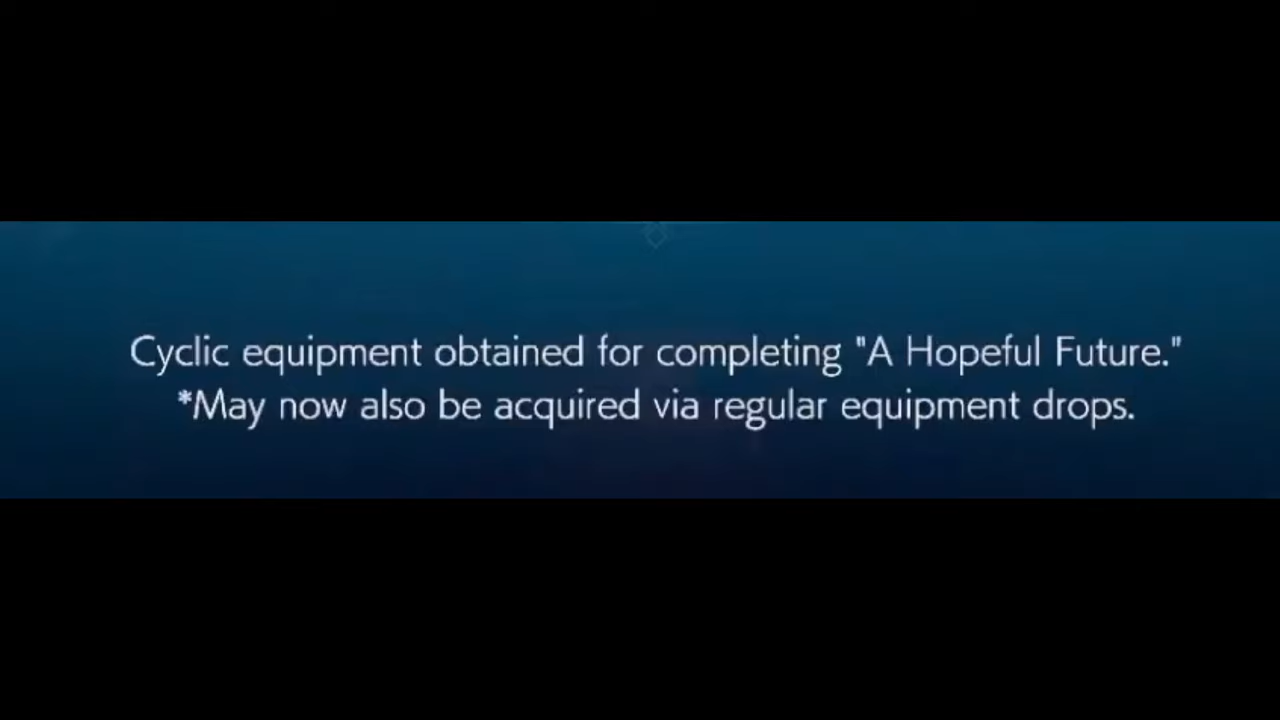 Cyclic equipment obtained for completing "A Hopeful Future."
*May now also be acquired via regular equipment drops.